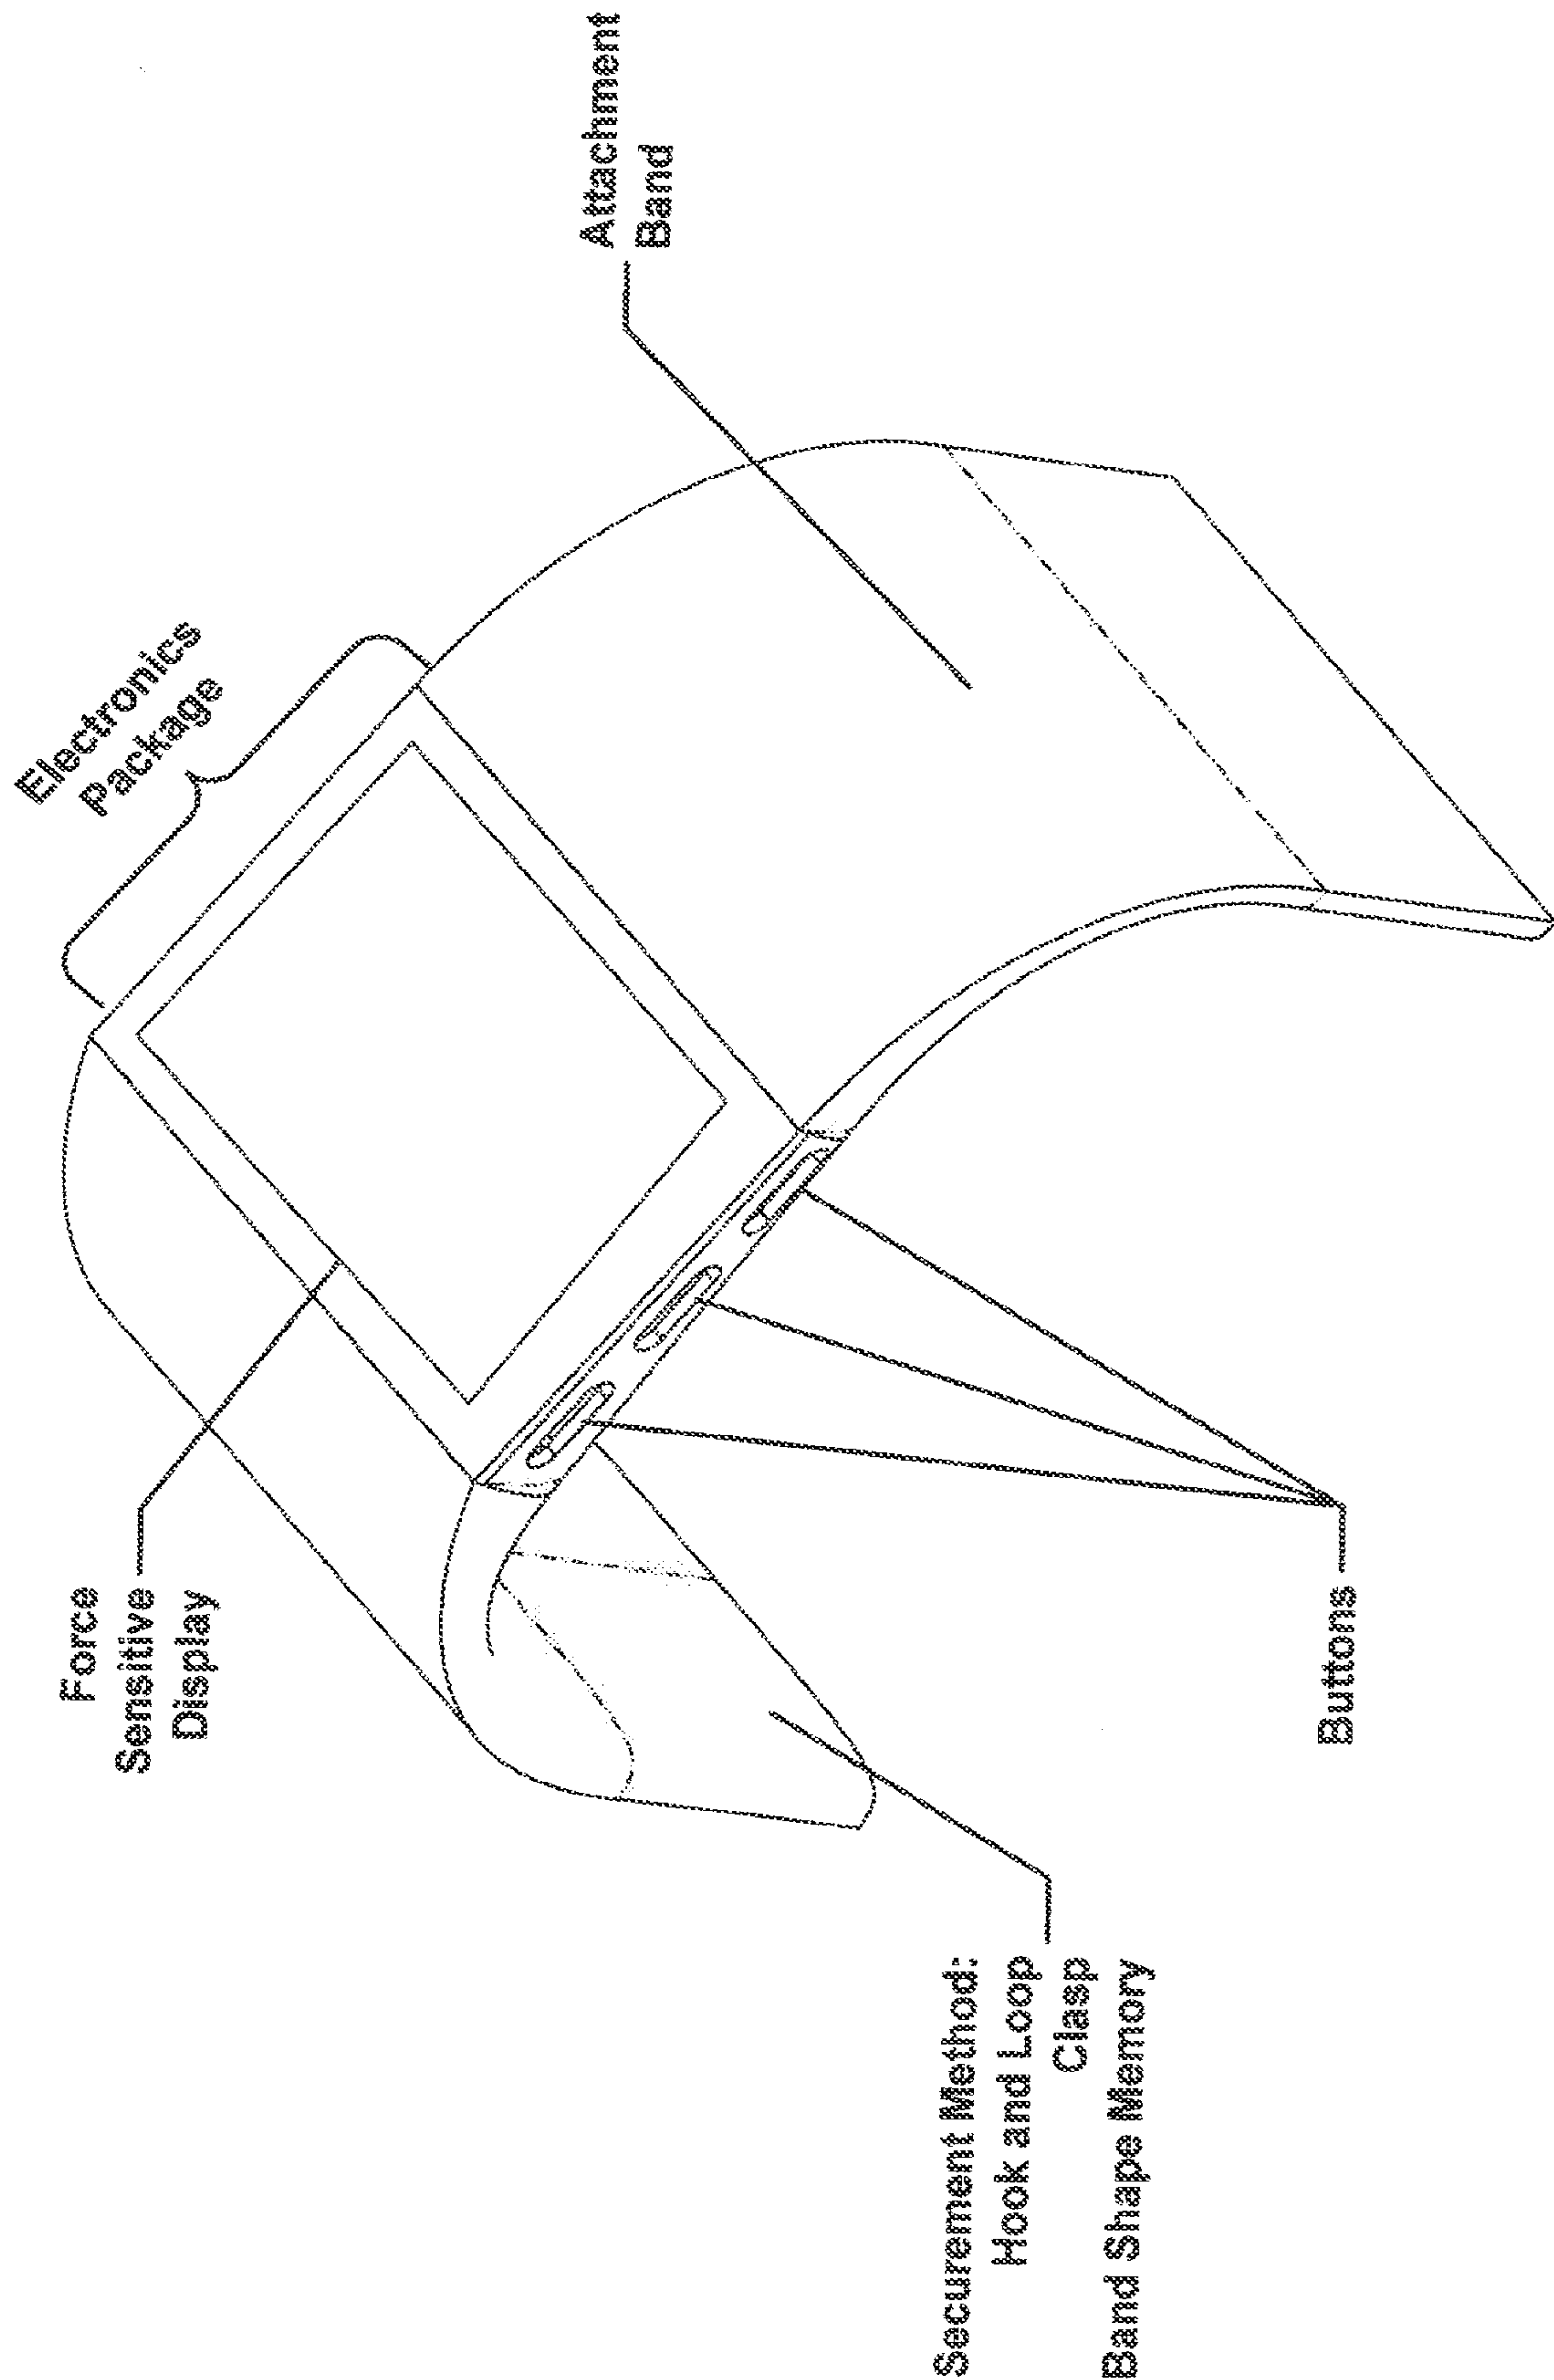 Electronics
Package
Force
Sensitive
Display
Attachment
Band
Securement Method:
Hook and Loop
Clasp
Band Shape Memory
Buttons